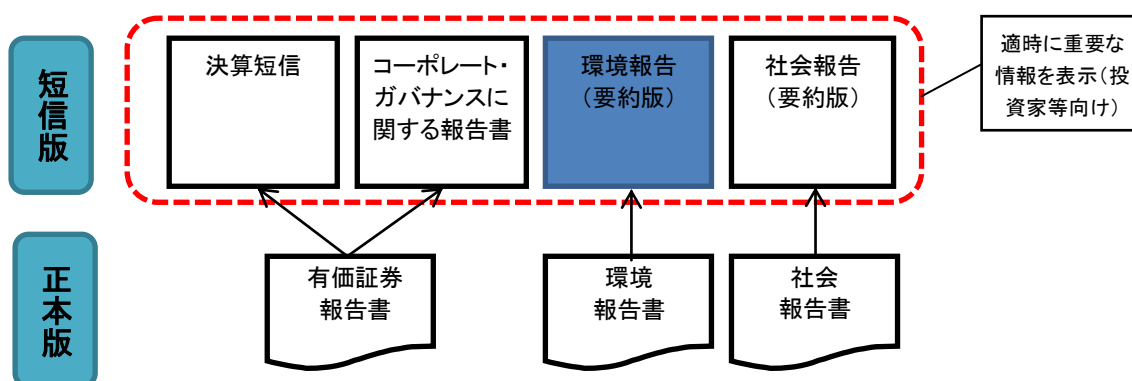 短信版
決算短信
コーポレート・
ガバナンスに
関する報告書
環境報告
(要約版)
社会報告
(要約版)
適時に重要な
情報を表示(投
資家等向け)
正本版
有価証券
報告書
環境
報告書
社会
報告書